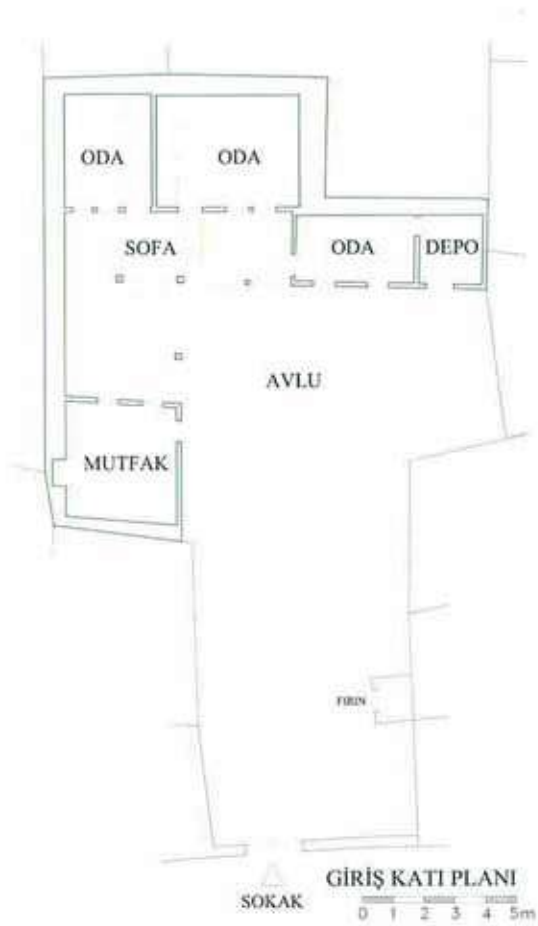 ODA
ODA
SOFA
ODA
DEPO
AVLU
MUTFAK
FIRIN
GİRİŞ KATI PLANI
SOKAK
0 1 2 3 4 5m